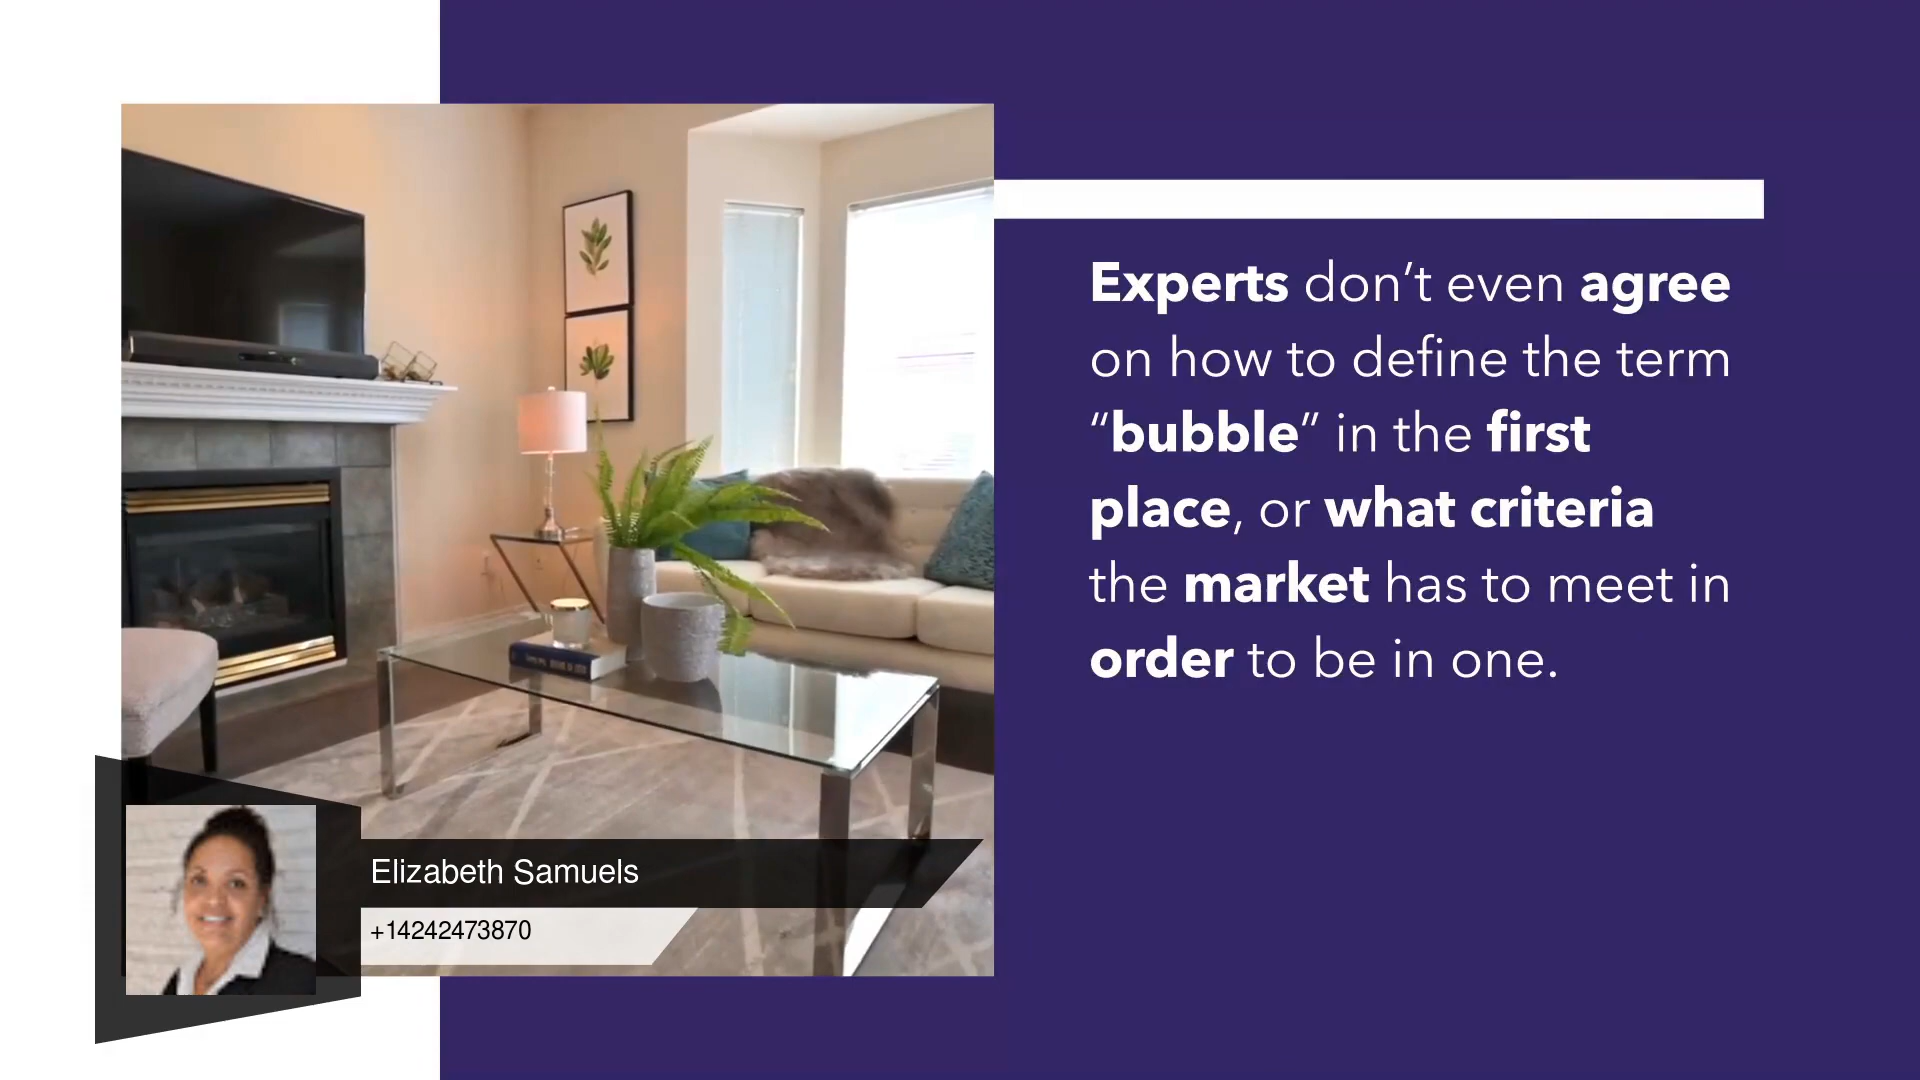 Experts don’t even agree
on how to define the term
“bubble” in the first
place, or what criteria
the market has to meet in
order to be in one.
Elizabeth Samuels
+14242473870